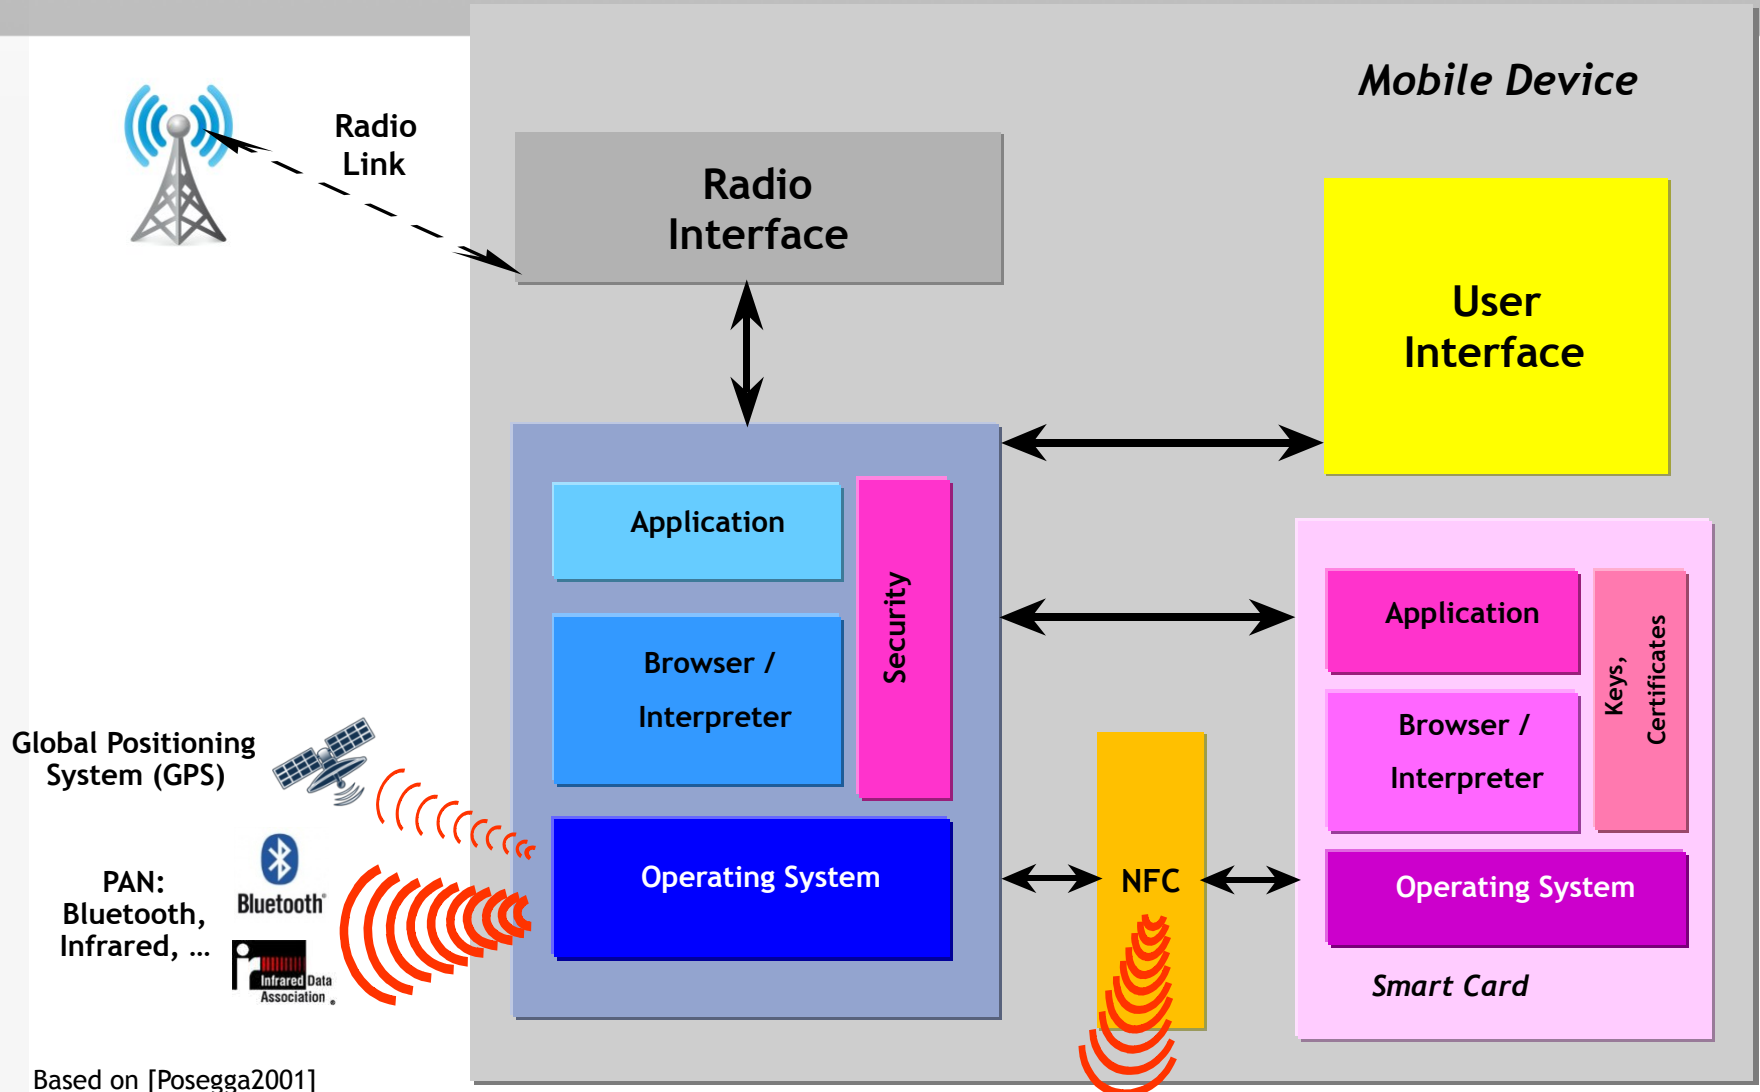 Mobile Device
Radio
Link
Radio
Interface
User
Interface
Application
Security
Browser /
Interpreter
Operating System
Application
Keys,
Certificates
Browser /
Interpreter
Operating System
Smart Card
NFC
Global Positioning
System (GPS)
PAN:
Bluetooth,
Infrared, ...
Bluetooth®
Infrared Data
Association
Based on [Posegga2001]